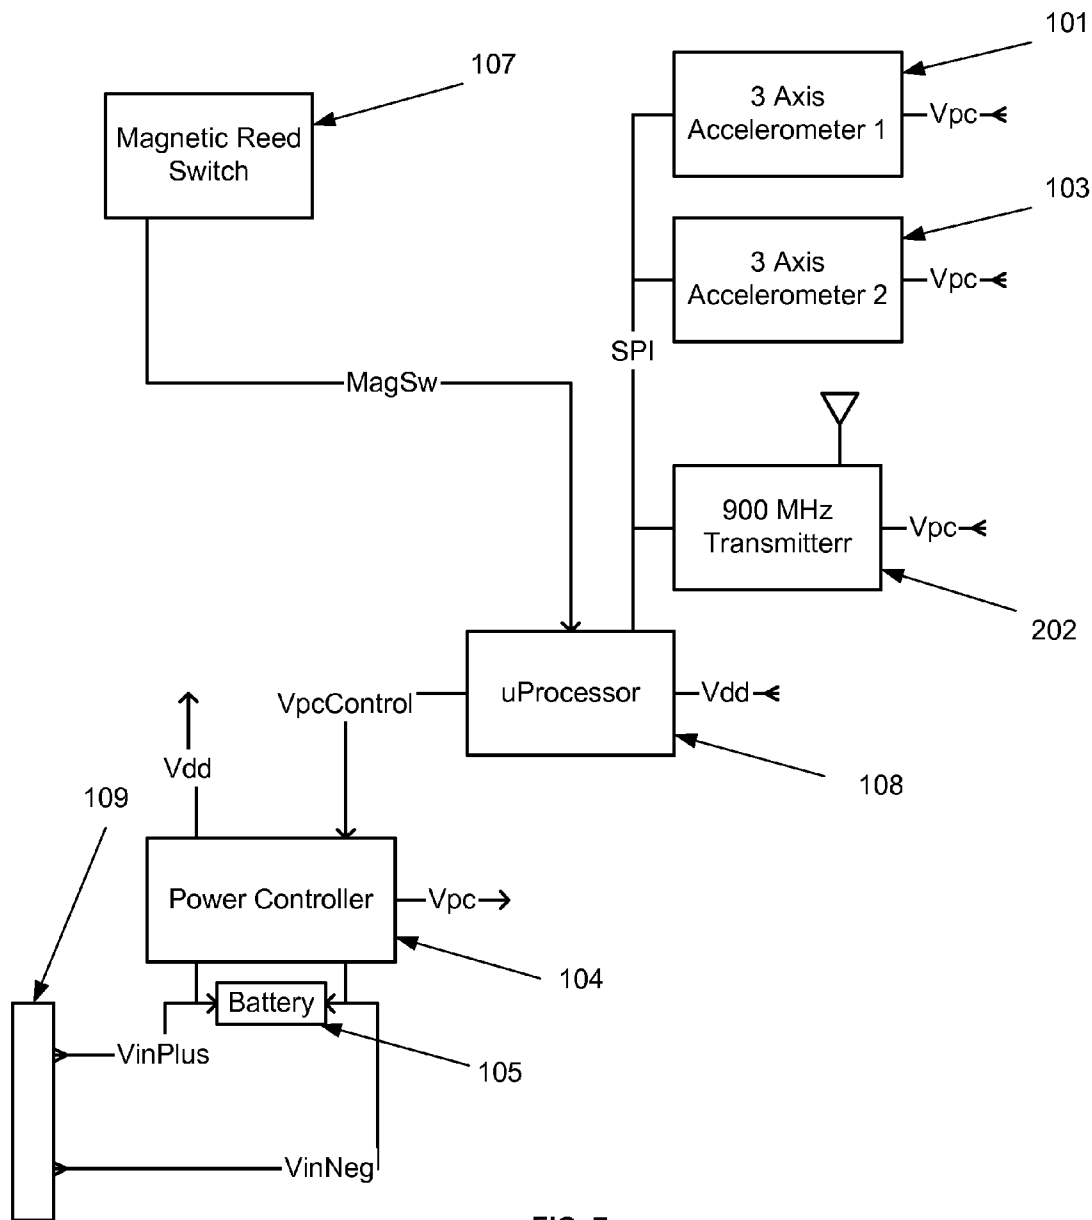 101
107
3 Axis
Accelerometer 1
Vpc
Magnetic Reed
Switch
103
3 Axis
Accelerometer 2
Vpc
SPI
MagSw
900 MHz
Transmitterr
Vpc
202
uProcessor
Vdd
VpcControl
Vdd
108
109
Power Controller
Vpc
104
Battery
VinPlus
105
VinNeg